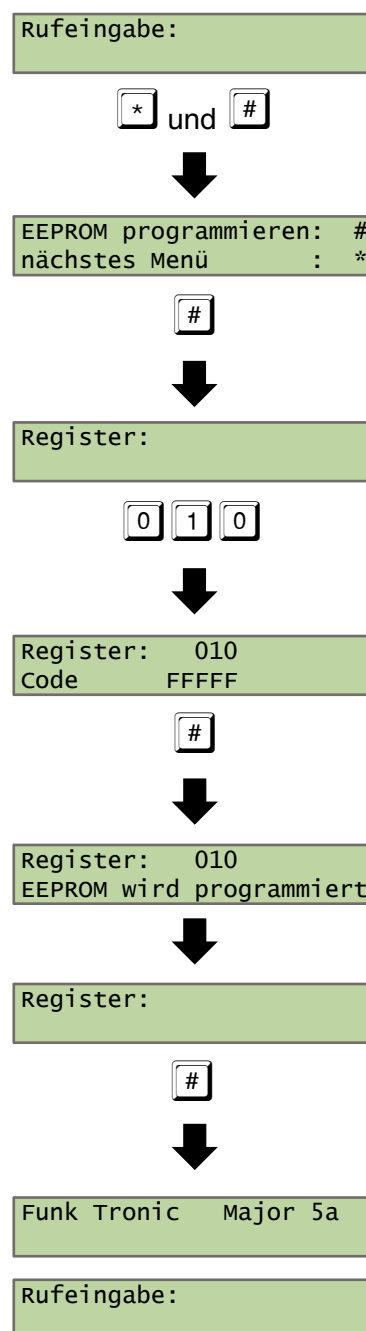 Rufeingabe:
* und #
EEPROM programmieren: #
nächstes Menü : *
#
Register:
0 1 0
Register: 010
Code FFFFF
#
Register: 010
EEPROM wird programmiert
Register:
#
Funk Tronic Major 5a
Rufeingabe: